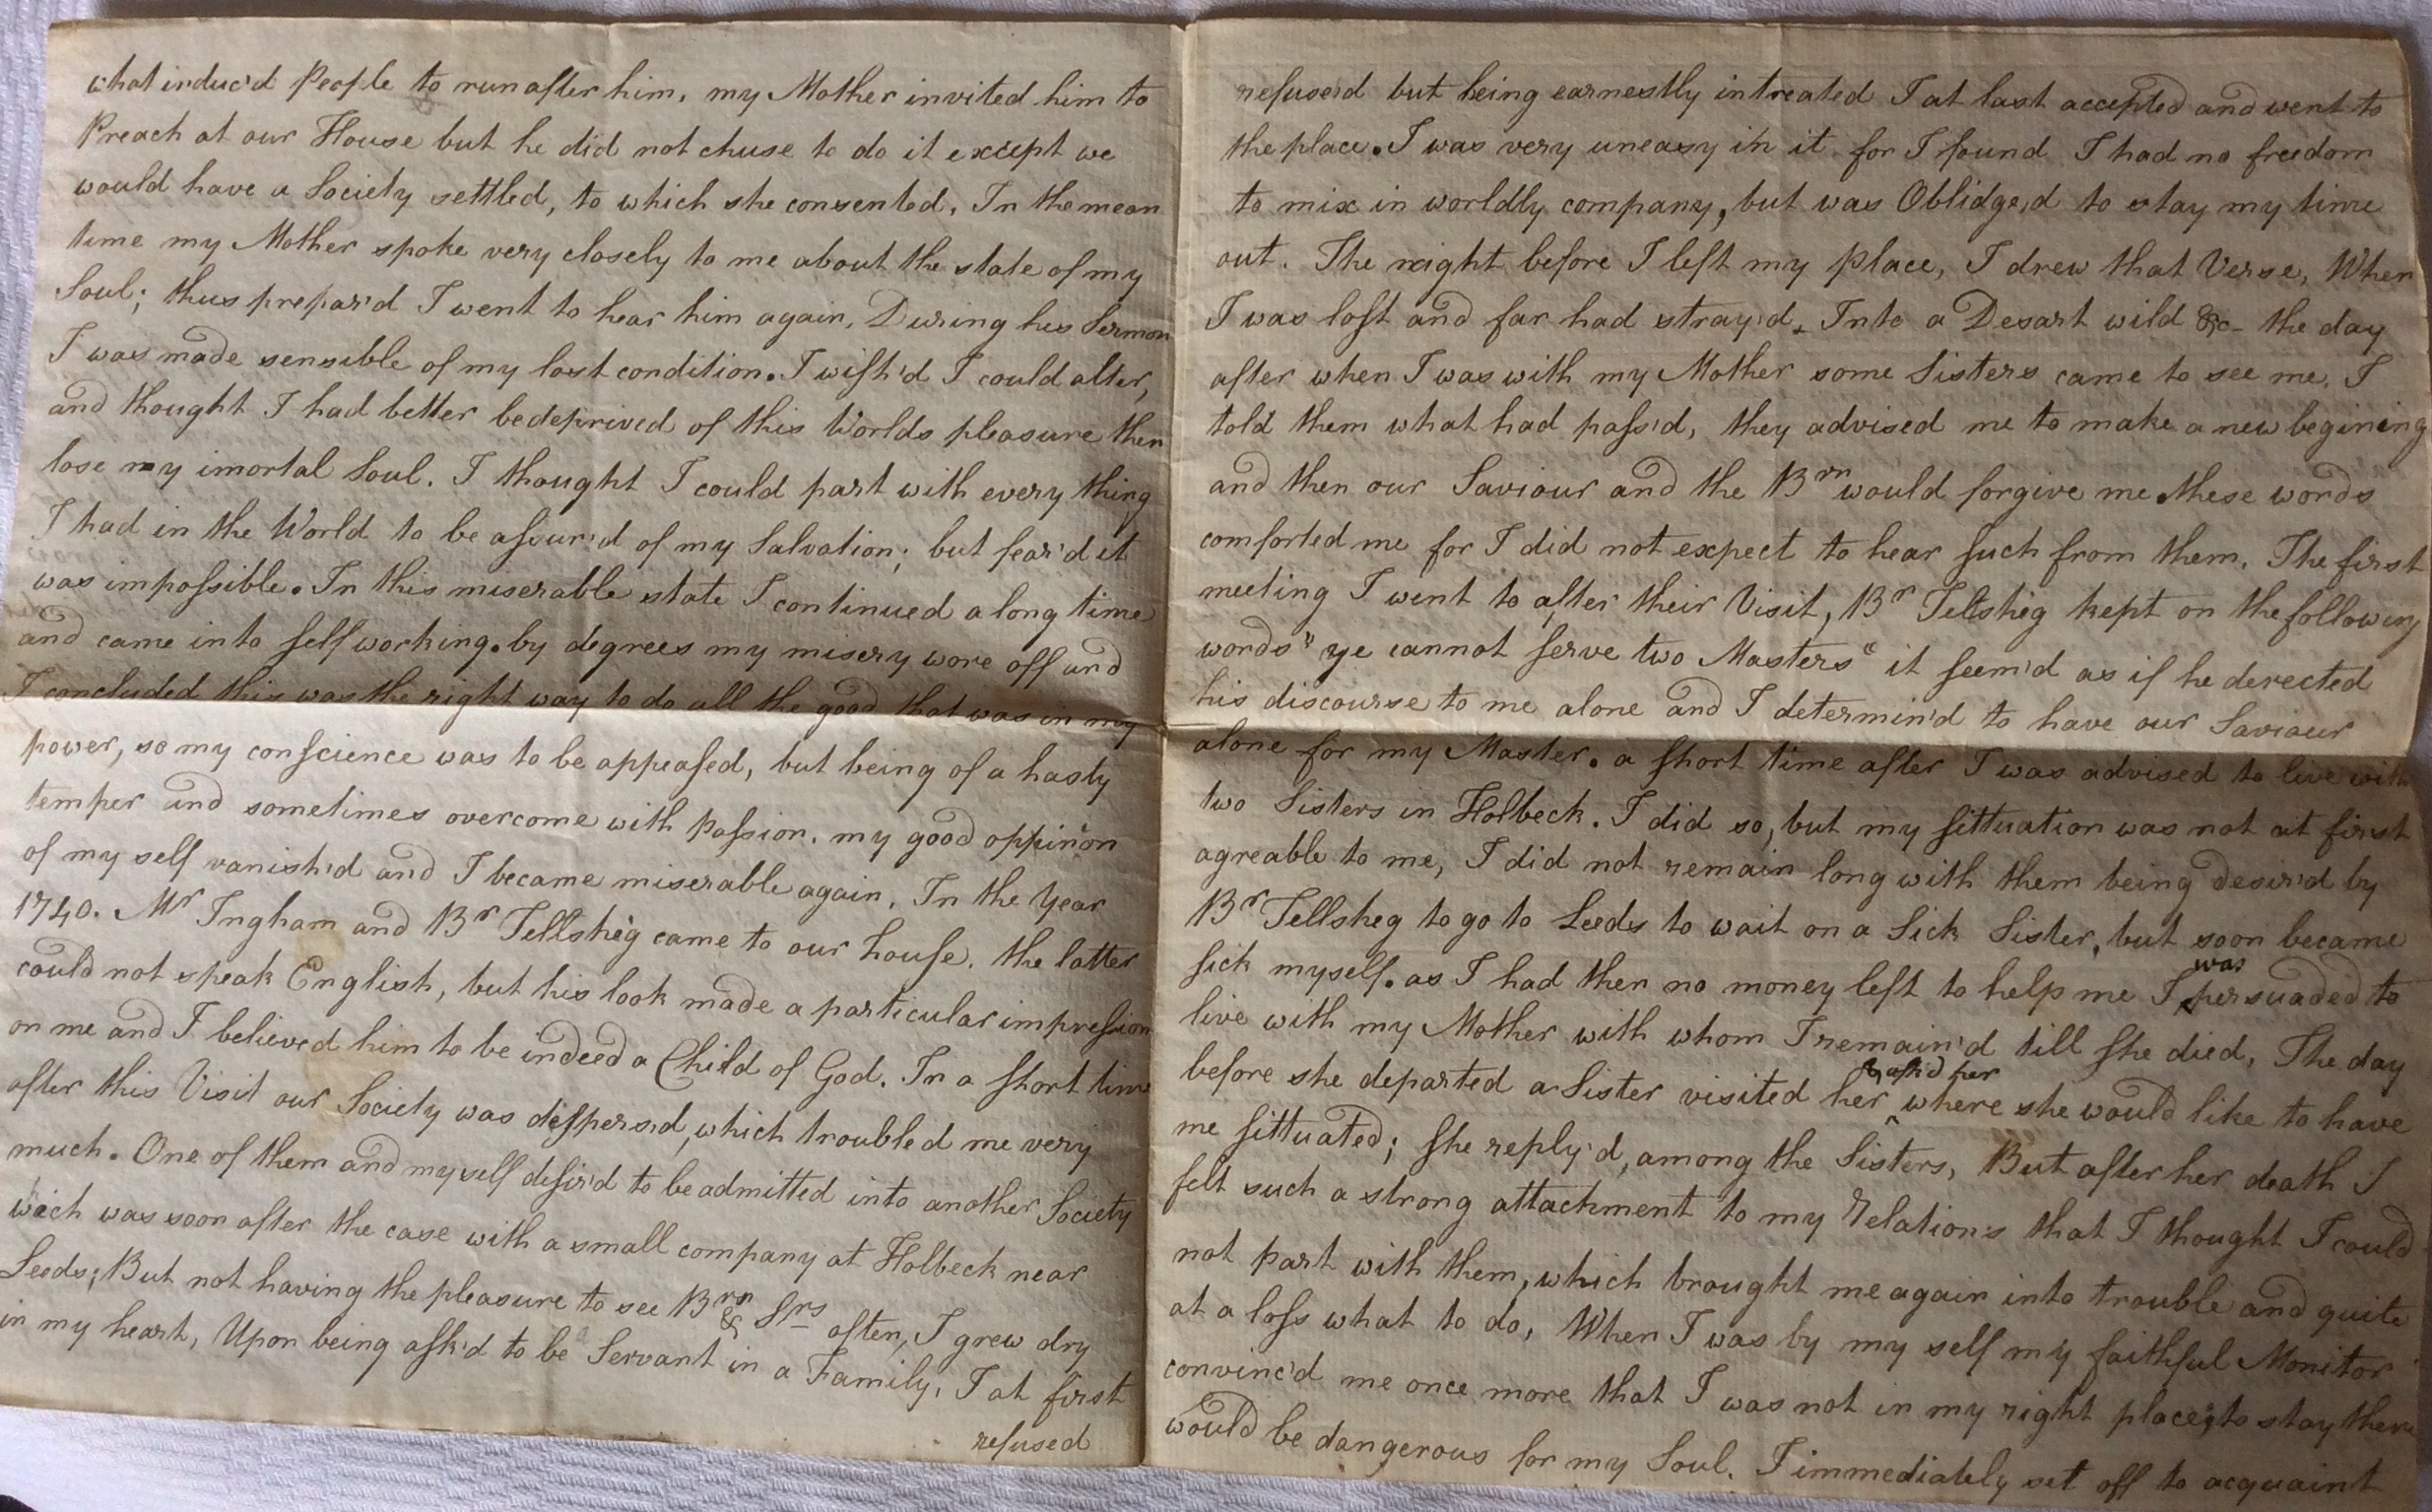 what induc'd People to run after him, my Mother invited him to
Preach at our House but he did not chuse to do it except we
would have a Society settled, to which she consented, In the mean
time my Mother spoke very closely to me about the state of my
Soul; thus prepar'd I went to hear him again, During his Sermon
I was made sensible of my lost condition. I wish'd I could alter,
and thought I had better be deprived of this Worlds pleasure then
lose my imortal Soul. I thought I could part with every thing
I had in the World to be assur'd of my Salvation; but fear'd it
was impossible. In this miserable state I continued a long time
and came into self working. by degrees my misery wore off and
I concluded this was the right way to do all the good that was in my
power, so my conscience was to be appeased, but being of a hasty
temper and sometimes overcome with passion, my good oppinion
of my self vanish'd and I became miserable again, In the Year
1740. Mr Ingham and Br Tellsheg came to our house, the latter
could not speak English, but his look made a particular impression
on me and I believed him to be indeed a Child of God. In a short time
after this Visit our Society was dispersd, which troubled me very
much. One of them and myself desir'd to be admitted into another Society
wich was soon after the case with a small company at Holbeck near
Leeds; But not having the pleasure to see Brn & Srs often, I grew dry
in my heart, Upon being ask'd to be a Servant in a Family, I at first
refused
refuse'd but being earnestly intreated I at last accepted and went to
the place. I was very uneasy in it for I found I had no freedom
to mix in worldly company, but was Oblidge,d to stay my time
out. The night before I left my place, I drew that Verse, When
I was lost and far had stray'd. Into a Desart wild &c- the day
after when I was with my Mother some Sisters came to see me, I
told them what had pass'd, they advised me to make a new begining
and then our Saviour and the Brn would forgive me. these words
comforted me for I did not expect to hear such from them, The first
meeting I went to after their Visit, Br Tellsheg kept on the following
words "ye cannot serve two Masters" it seem'd as if he derected
his discourse to me alone and I determin'd to have our Saviour
alone for my Master. a short time after I was advised to live with
two Sisters in Holbeck. I did so, but my sittuation was not at first
agreable to me, I did not remain long with them being desir'd by
Br Tellsheg to go to Leeds to wait on a Sick Sister, but soon became
sick myself. as I had then no money left to help me I was persuaded to
live with my Mother with whom I remain'd till she died, The day
before she departed a Sister visited her & ask'd her where she would like to have
me sittuated; she reply'd, among the Sisters, But after her death I
felt such a strong attachment to my Relations that I thought I could
not part with them, which brought me again into trouble and quite
at a loss what to do, When I was by my self my faithful Monitor
convinc'd me once more that I was not in my right place; to stay there
would be dangerous for my Soul. I immediately set off to acquaint